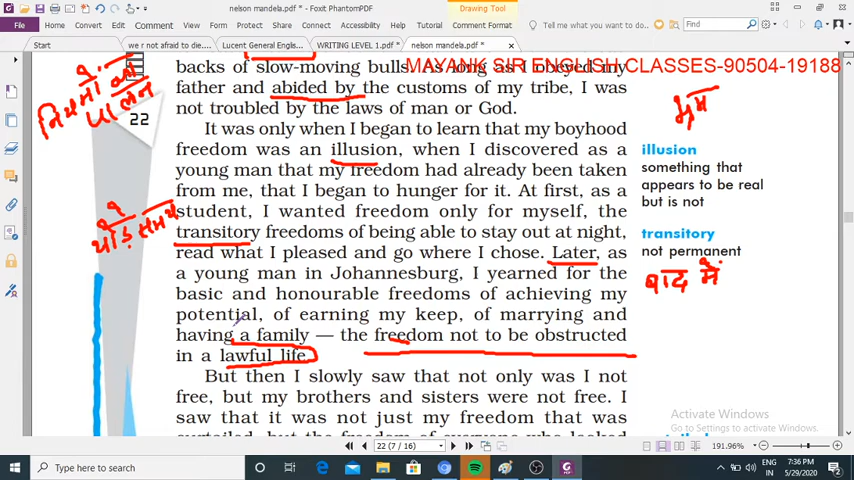 nelson mandela.pdf * - Foxit PhantomPDF
Drawing Tool
File
Home
Edit
Comment
View
Form
Protect
Share
Connect
Help
Tutorial
Format
Tell me what you want to do...
Find
Start
we r not afraid to die...
Lucent General Englis...
WRITING LEVEL 1.pdf *
nelson mandela.pdf *
MAYANK SIR ENGLISH CLASSES-90504-19188
backs of slow-moving bulls. As long as I obeyed my
father and abided by the customs of my tribe, I was
not troubled by the laws of man or God.
नियमों का
पालन
22
भ्रम
It was only when I began to learn that my boyhood
freedom was an illusion, when I discovered as a
young man that my freedom had already been taken
from me, that I began to hunger for it. At first, as a
student, I wanted freedom only for myself, the
transitory freedoms of being able to stay out at night,
read what I pleased and go where I chose. Later, as
a young man in Johannesburg, I yearned for the
basic and honourable freedoms of achieving my
potential, of earning my keep, of marrying and
having a family — the freedom not to be obstructed
in a lawful life.
थोड़े समय
illusion
something that
appears to be real
but is not
transitory
not permanent
बाद में
But then I slowly saw that not only was I not
free, but my brothers and sisters were not free. I
saw that it was not just my freedom that was
curtailed, but the freedom of everyone who looked
Activate Windows
Go to Settings to activate Windows.
22 (7 / 16)
191.96%
Type here to search
ENG
IN
7:36 PM
5/29/2020
2